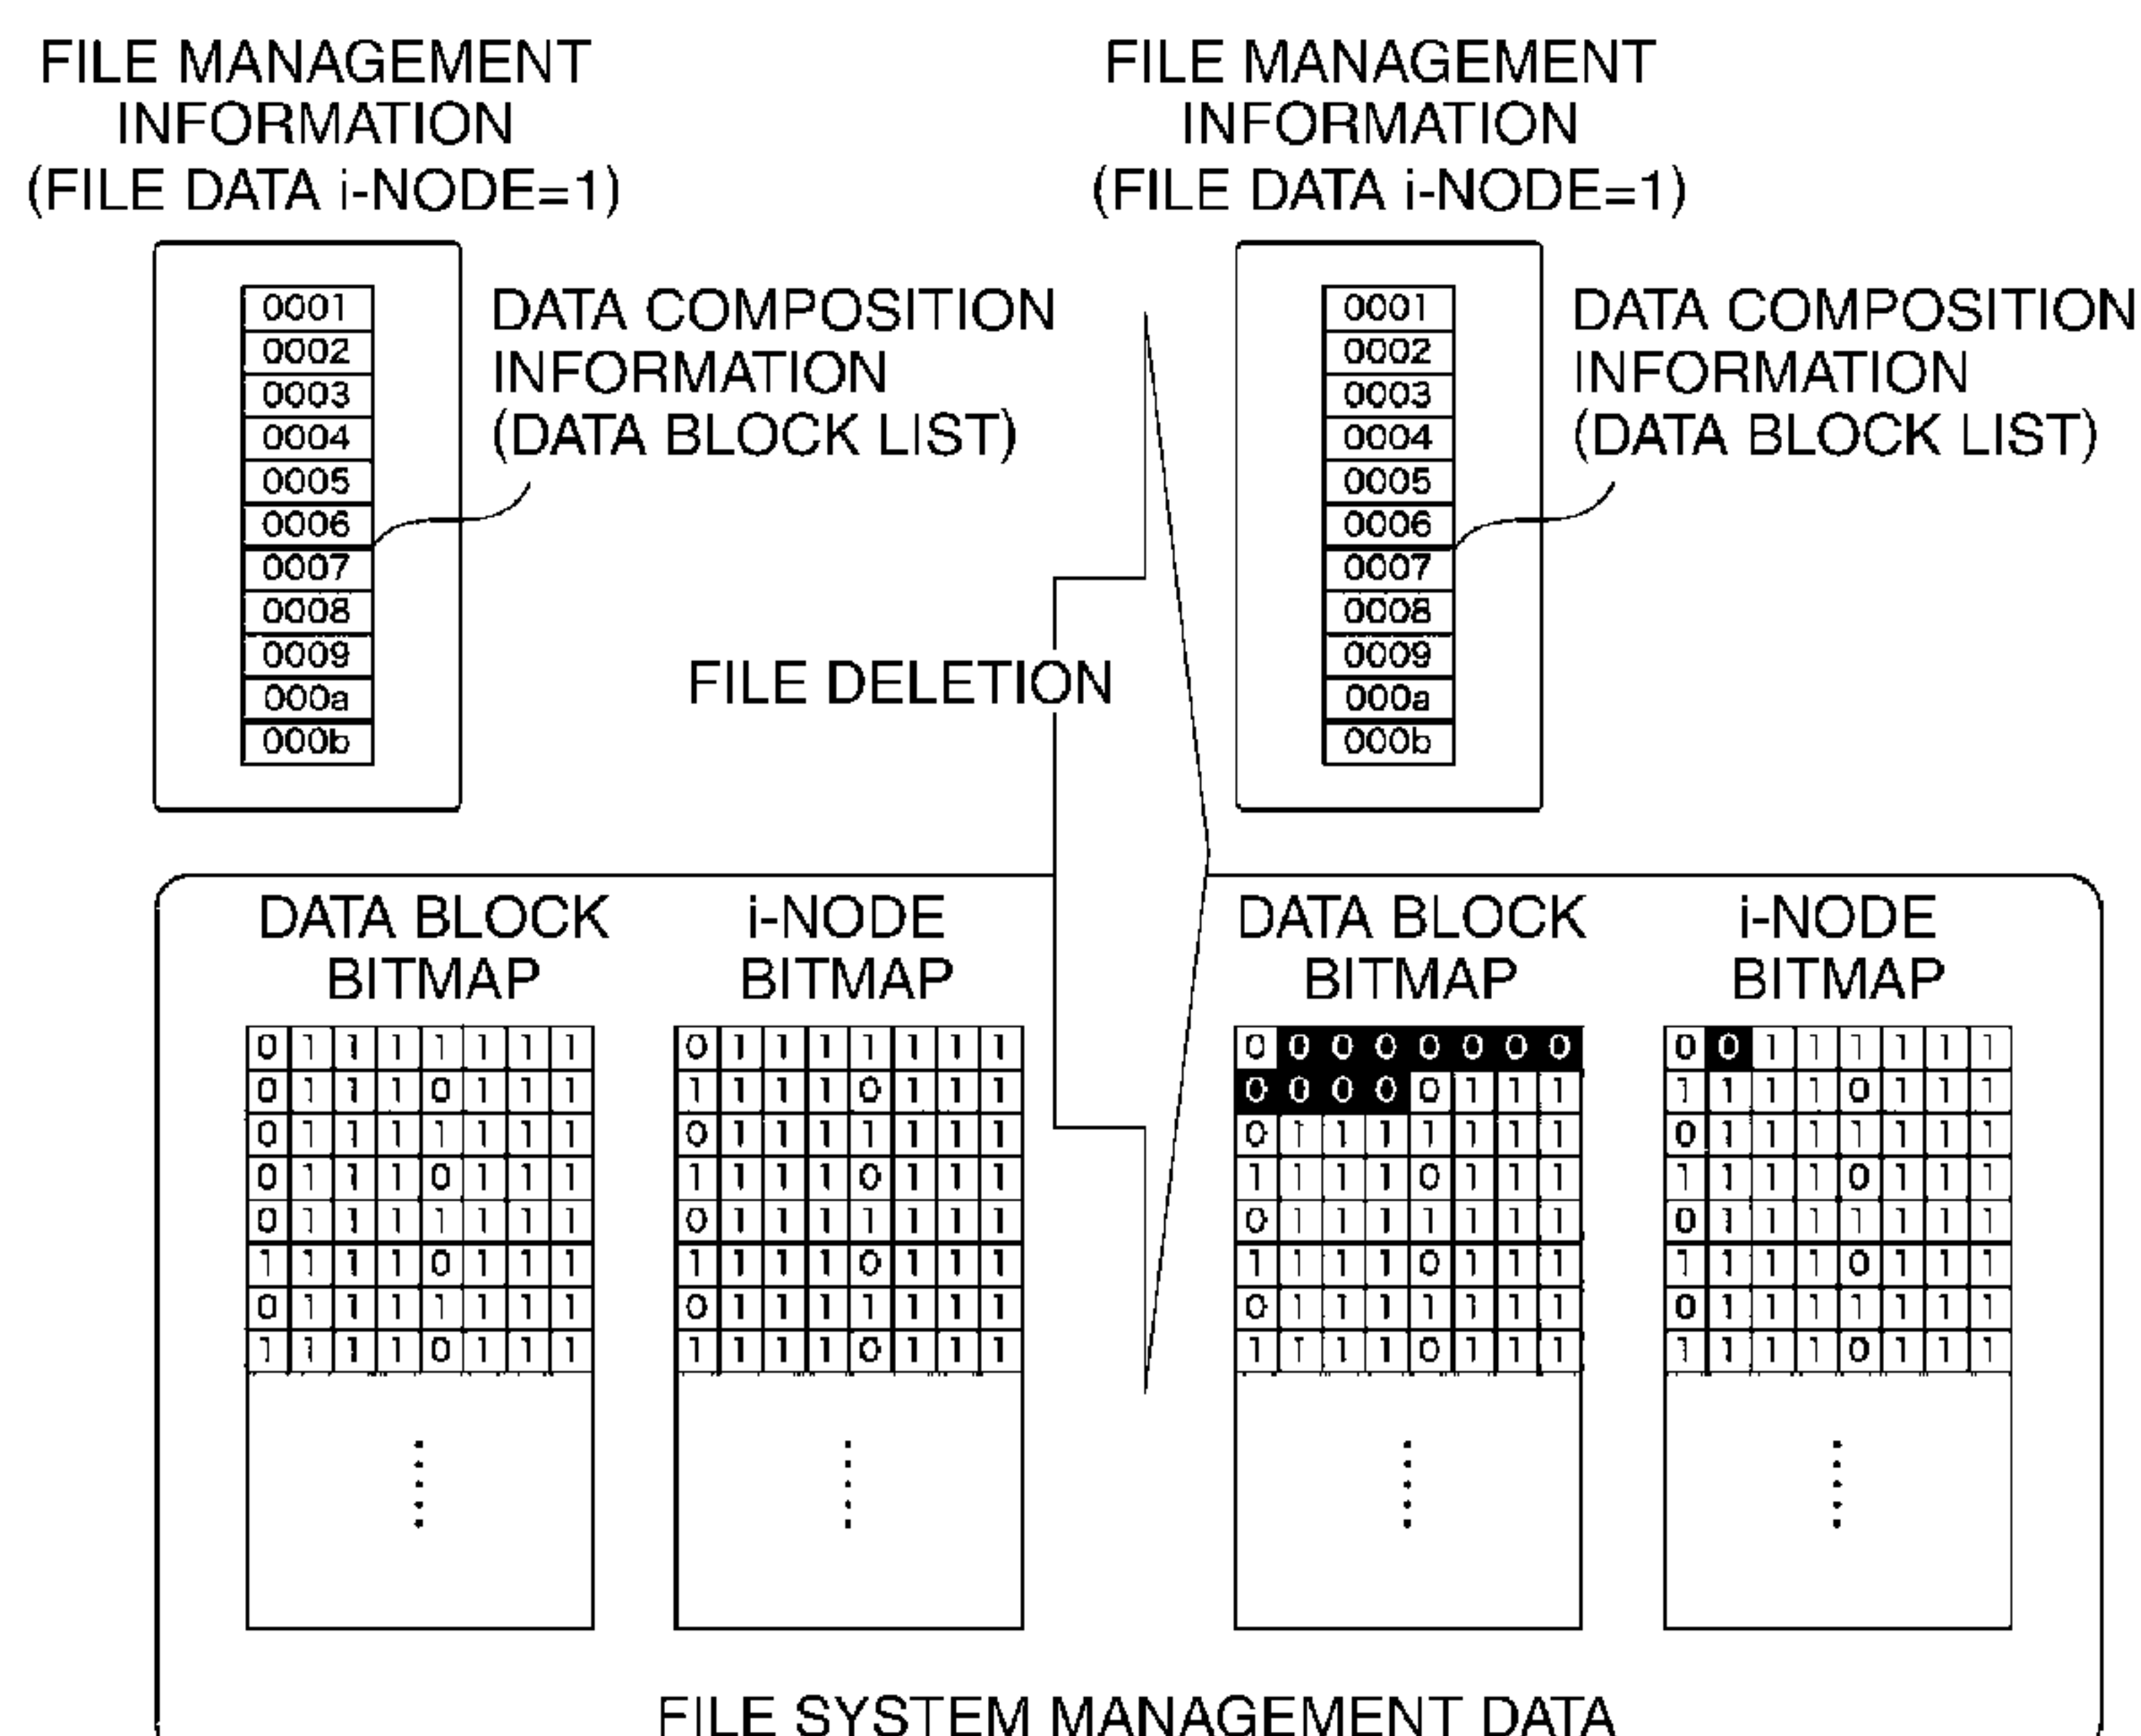 FILE MANAGEMENT
INFORMATION
(FILE DATA i-NODE=1)
0001
0002
0003
0004
0005
0006
0007
0008
0009
000a
000b
DATA COMPOSITION
INFORMATION
(DATA BLOCK LIST)
FILE DELETION
FILE MANAGEMENT
INFORMATION
(FILE DATA i-NODE=1)
0001
0002
0003
0004
0005
0006
0007
0008
0009
000a
000b
DATA COMPOSITION
INFORMATION
(DATA BLOCK LIST)
DATA BLOCK
BITMAP
0 1 1 1 1 1 1 1
0 1 1 1 0 1 1 1
0 1 1 1 1 1 1 1
0 1 1 1 0 1 1 1
0 1 1 1 1 1 1 1
1 1 1 1 0 1 1 1
0 1 1 1 1 1 1 1
1 1 1 1 0 1 1 1
i-NODE
BITMAP
0 1 1 1 1 1 1 1
1 1 1 1 0 1 1 1
0 1 1 1 1 1 1 1
1 1 1 1 0 1 1 1
0 1 1 1 1 1 1 1
1 1 1 1 0 1 1 1
0 1 1 1 1 1 1 1
1 1 1 1 0 1 1 1
DATA BLOCK
BITMAP
0 0 0 0 0 0 0 0
0 0 0 0 0 1 1 1
0 1 1 1 1 1 1 1
1 1 1 1 0 1 1 1
0 1 1 1 1 1 1 1
1 1 1 1 0 1 1 1
0 1 1 1 1 1 1 1
1 1 1 1 0 1 1 1
i-NODE
BITMAP
0 0 1 1 1 1 1 1
1 1 1 1 0 1 1 1
0 1 1 1 1 1 1 1
1 1 1 1 0 1 1 1
0 1 1 1 1 1 1 1
1 1 1 1 0 1 1 1
0 1 1 1 1 1 1 1
1 1 1 1 0 1 1 1
FILE SYSTEM MANAGEMENT DATA